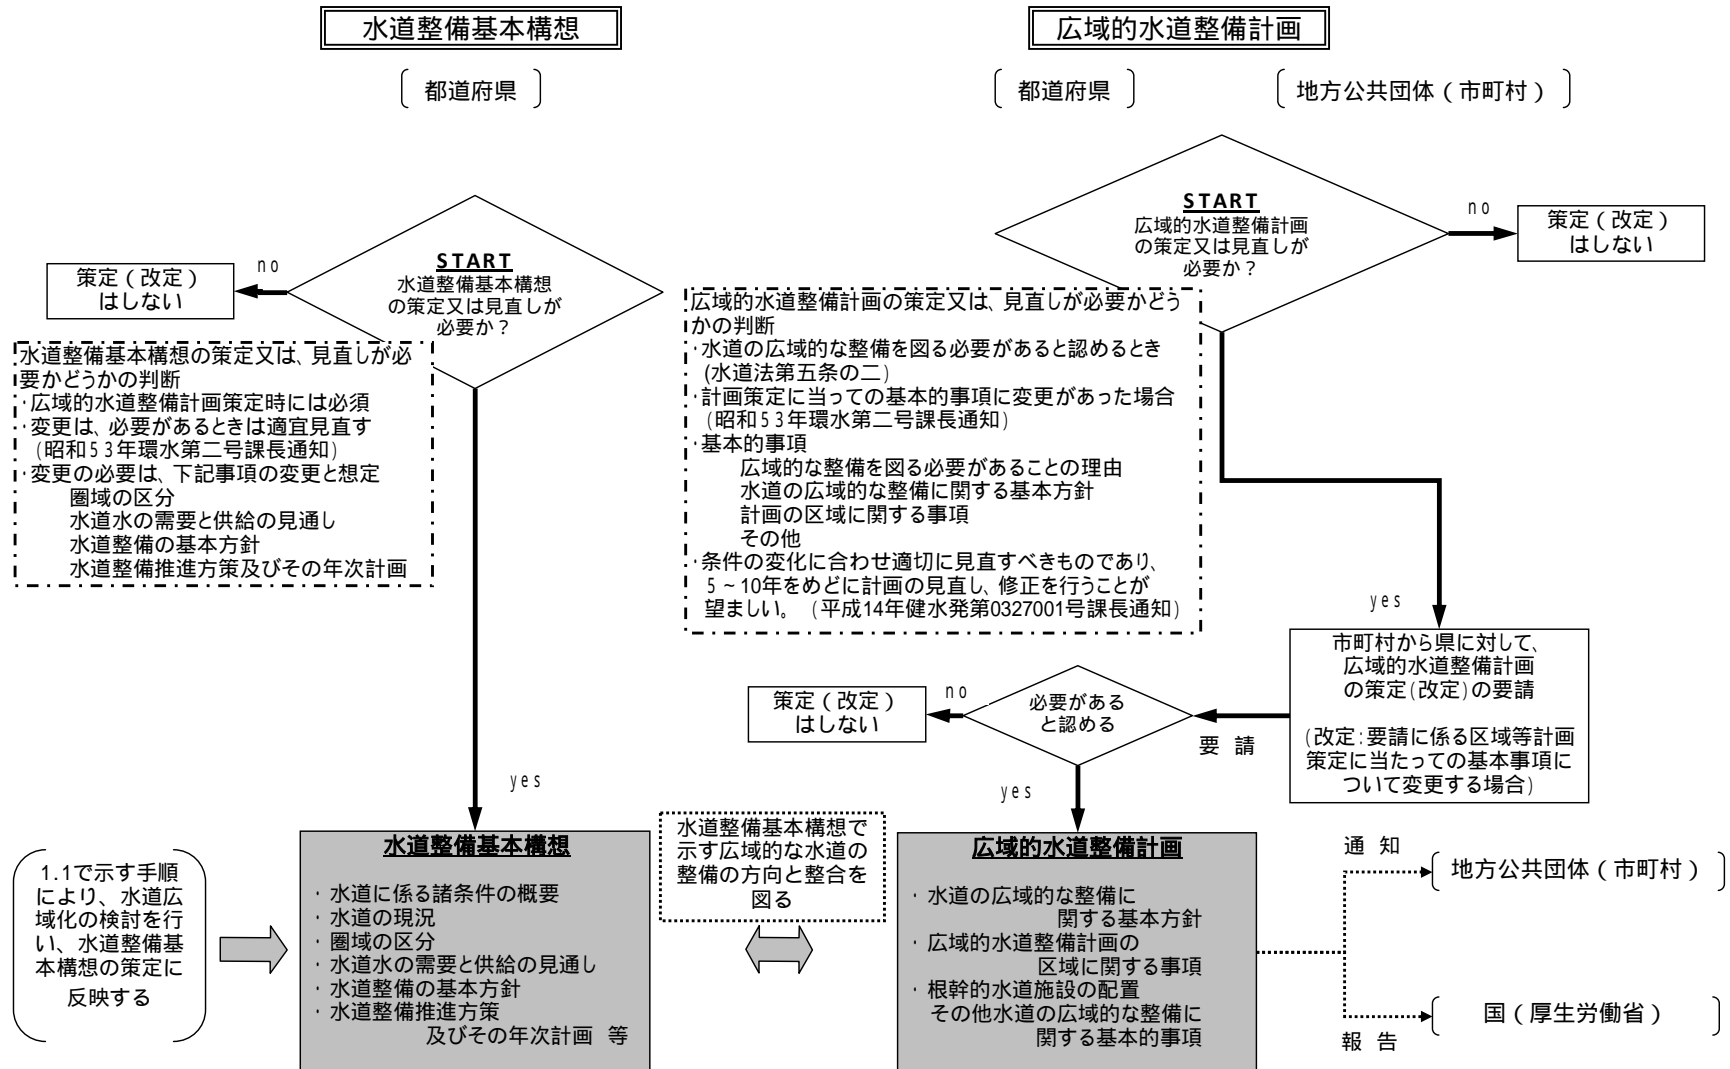 水道整備基本構想
広域的水道整備計画
都道府県
都道府県
地方公共団体(市町村)
START
水道整備基本構想
の策定又は見直しが
必要か?
no
策定(改定)
はしない
水道整備基本構想の策定又は、見直しが必
要かどうかの判断
・広域的水道整備計画策定時には必須
・変更は、必要があるときは適宜見直す
(昭和53年環水第二号課長通知)
・変更の必要は、下記事項の変更と想定
圏域の区分
水道水の需要と供給の見通し
水道整備の基本方針
水道整備推進方策及びその年次計画
yes
START
広域的水道整備計画
の策定又は見直しが
必要か?
no
策定(改定)
はしない
広域的水道整備計画の策定又は、見直しが必要かどう
かの判断
・水道の広域的な整備を図る必要があると認めるとき
(水道法第五条の二)
・計画策定に当っての基本的事項に変更があった場合
(昭和53年環水第二号課長通知)
・基本的事項
広域的な整備を図る必要があることの理由
水道の広域的な整備に関する基本方針
計画の区域に関する事項
その他
・条件の変化に合わせ適切に見直すべきものであり、
5~10年をめどに計画の見直し、修正を行うことが
望ましい。(平成14年健水発第0327001号課長通知)
yes
市町村から県に対して、
広域的水道整備計画
の策定(改定)の要請
(改定:要請に係る区域等計画
策定に当たっての基本事項に
ついて変更する場合)
要 請
必要がある
と認める
no
策定(改定)
はしない
yes
1.1で示す手順
により、水道広
域化の検討を行
い、水道整備基
本構想の策定に
反映する
水道整備基本構想
・水道に係る諸条件の概要
・水道の現況
・圏域の区分
・水道水の需要と供給の見通し
・水道整備の基本方針
・水道整備推進方策
及びその年次計画 等
水道整備基本構想で
示す広域的な水道の
整備の方向と整合を
図る
広域的水道整備計画
・水道の広域的な整備に
関する基本方針
・広域的水道整備計画の
区域に関する事項
・根幹的水道施設の配置
その他水道の広域的な整備に
関する基本的事項
通 知
地方公共団体(市町村)
国(厚生労働省)
報 告